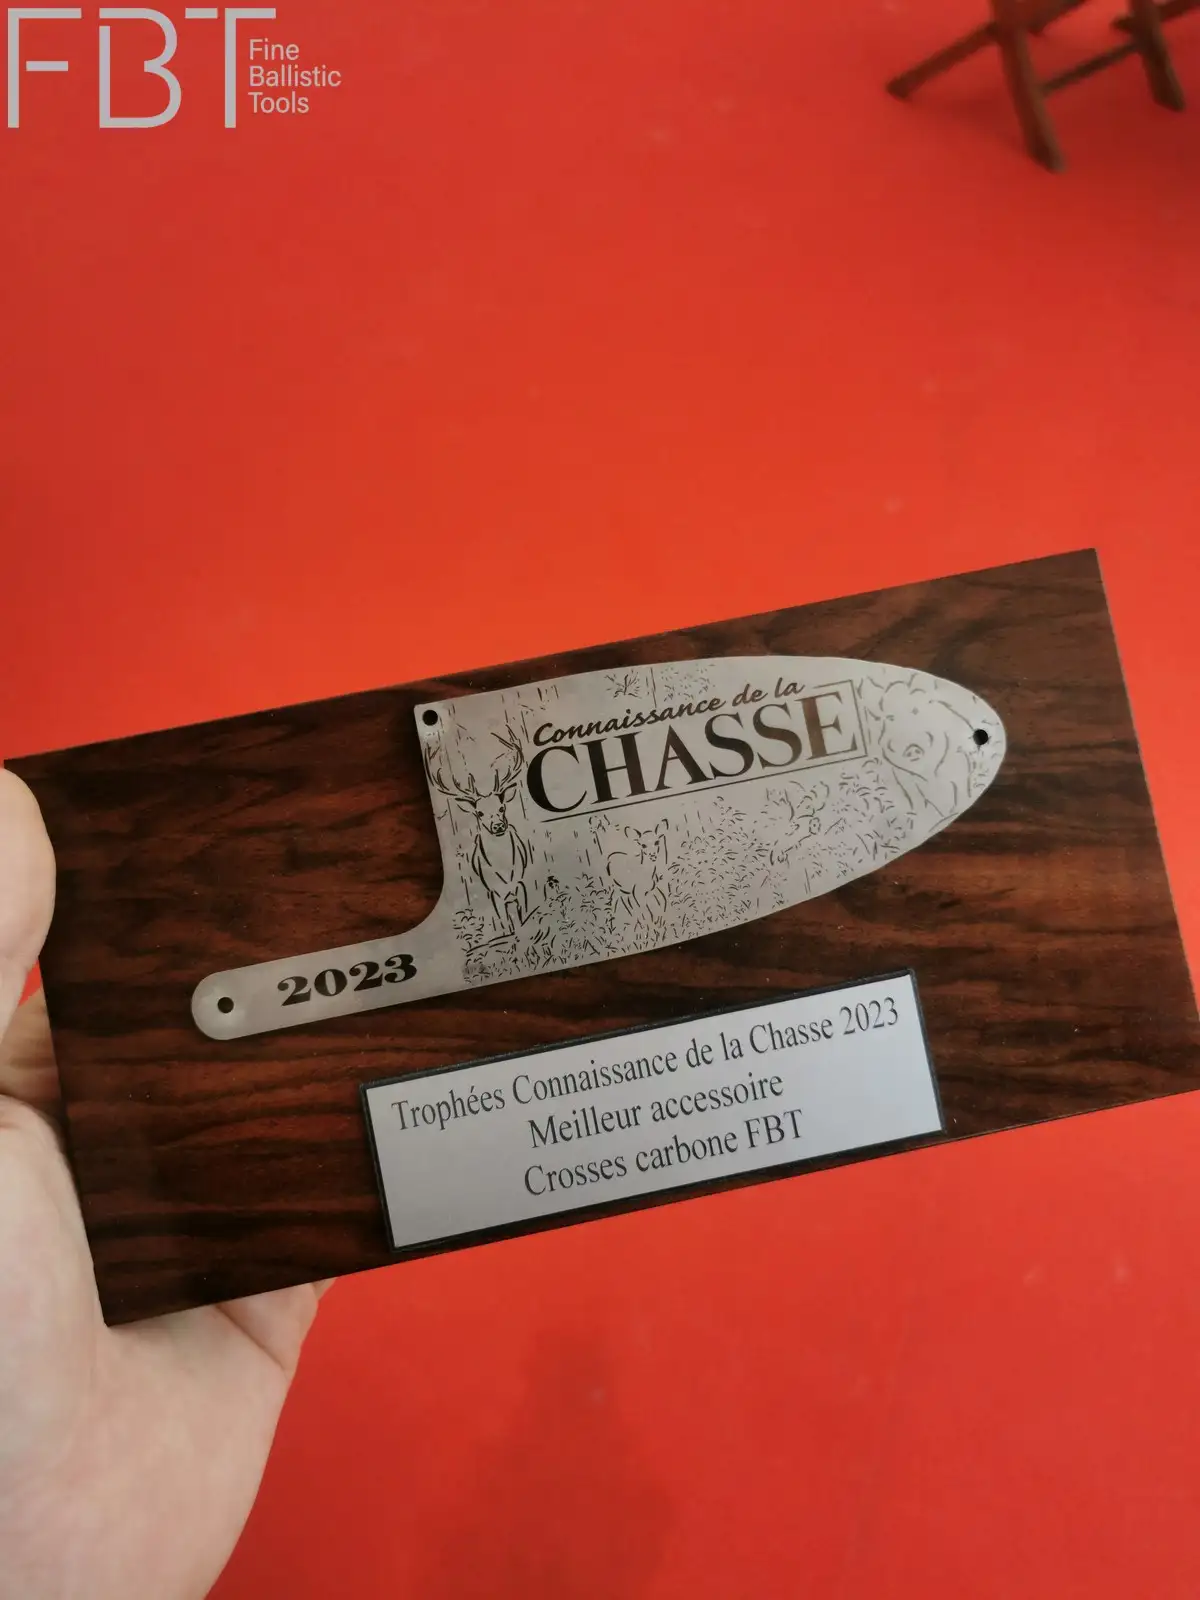 FBT
Fine
Ballistic
Tools
Connaissance de la
CHASSE
2023
Trophées Connaissance de la Chasse 2023
Meilleur accessoire
Crosses carbone FBT